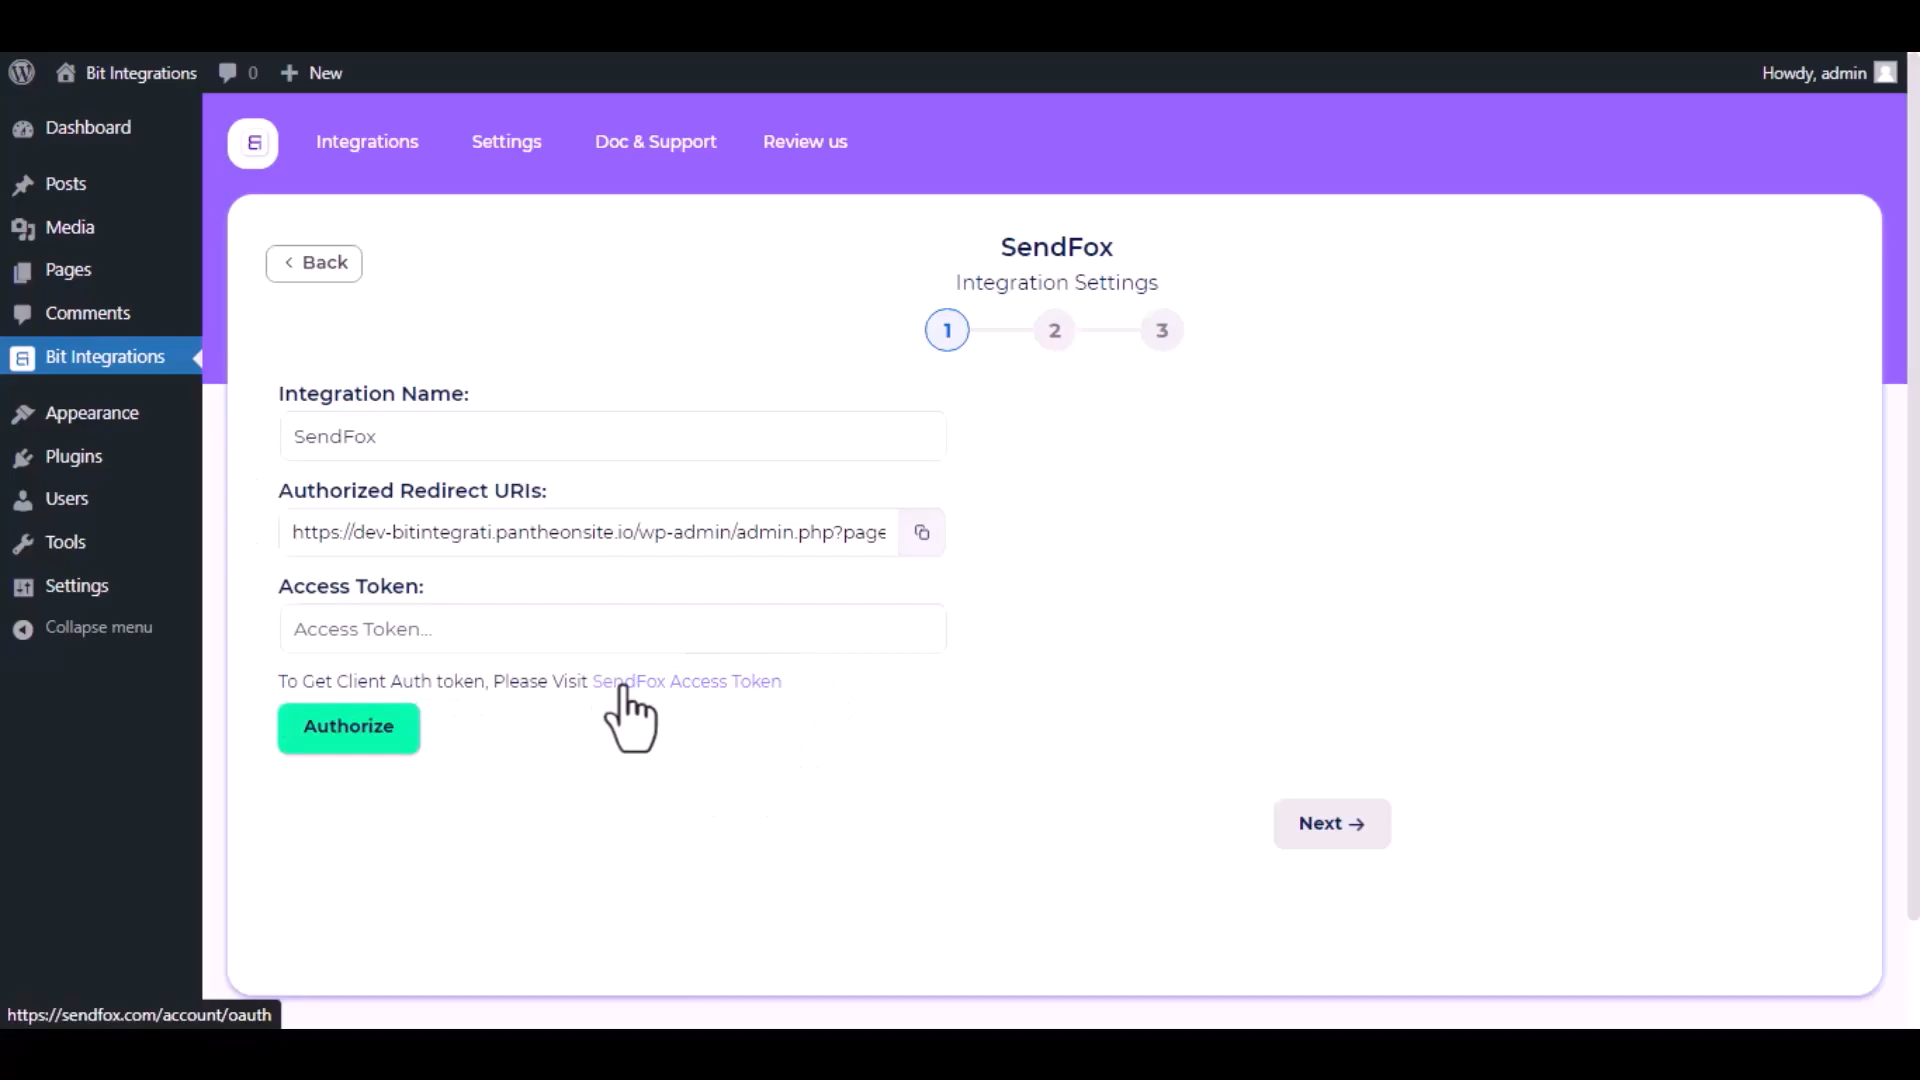 Bit Integrations
0
New
Howdy, admin
Dashboard
Posts
Media
Pages
Comments
Bit Integrations
Appearance
Plugins
Users
Tools
Settings
Collapse menu
Integrations
Settings
Doc & Support
Review us
Back
SendFox
Integration Settings
1
2
3
Integration Name:
SendFox
Authorized Redirect URIs:
https://dev-bitintegrati.pantheonsite.io/wp-admin/admin.php?page
Access Token:
Access Token...
To Get Client Auth token, Please Visit SendFox Access Token
Authorize
Next →
https://sendfox.com/account/oauth